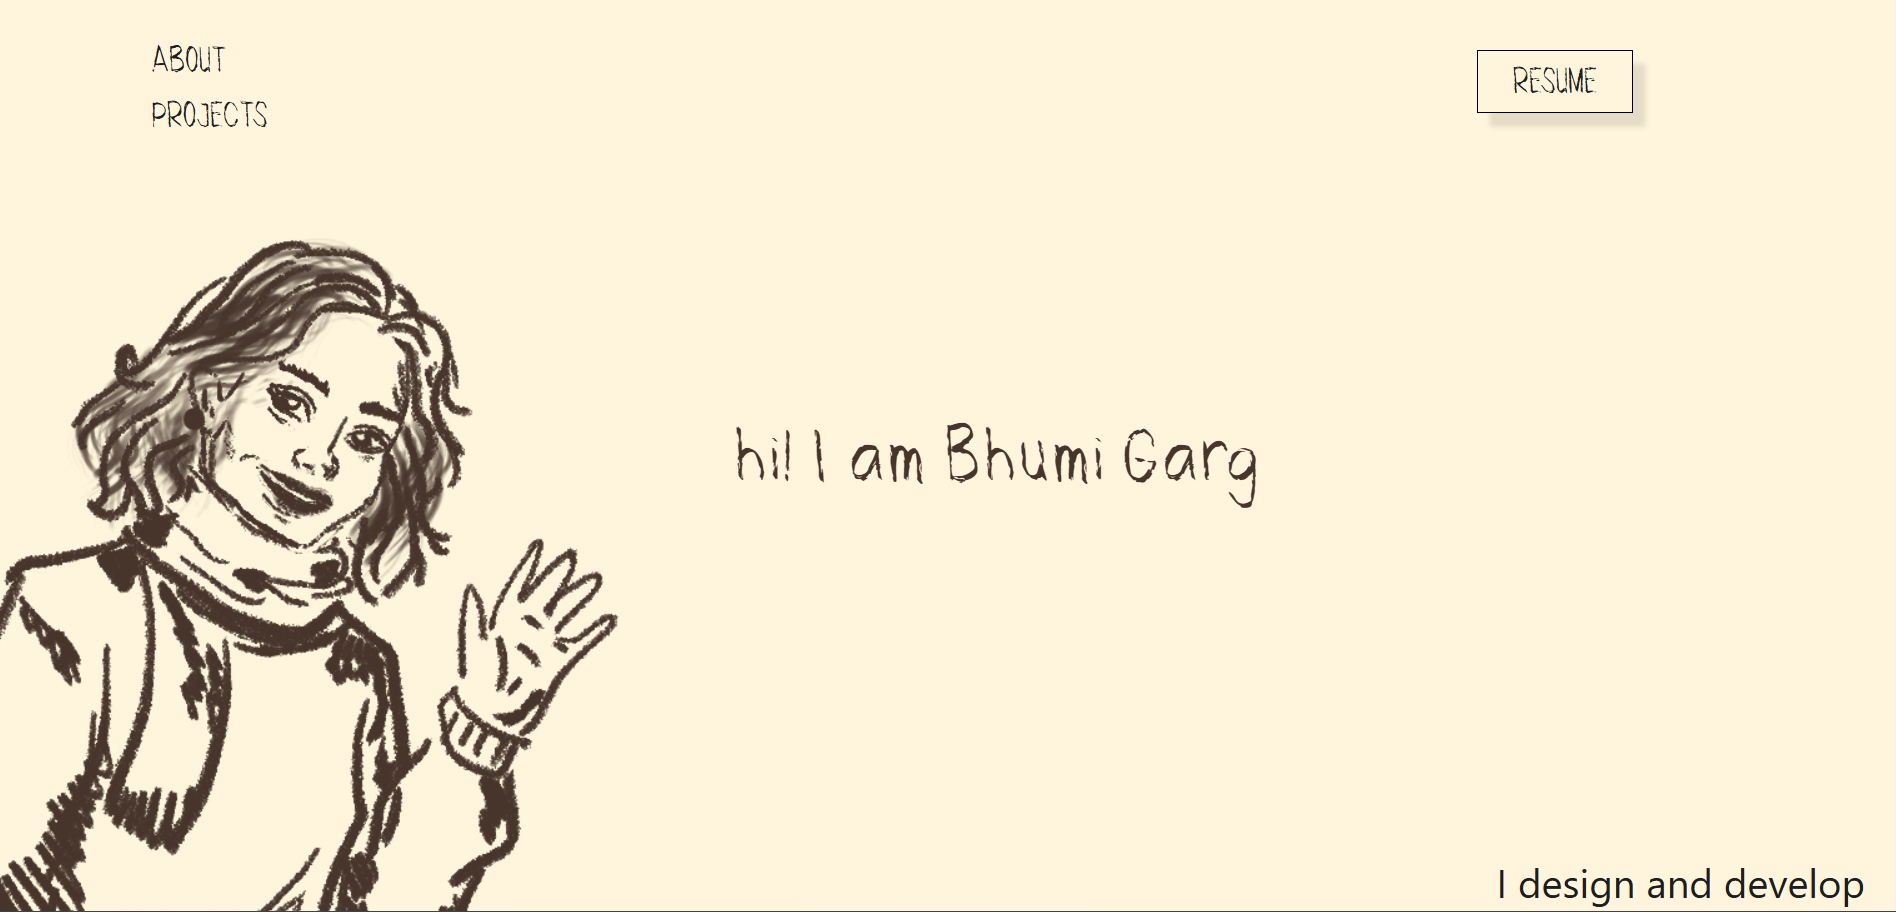 ABOUT
PROJECTS
RESUME
hi! I am Bhumi Garg
I design and develop